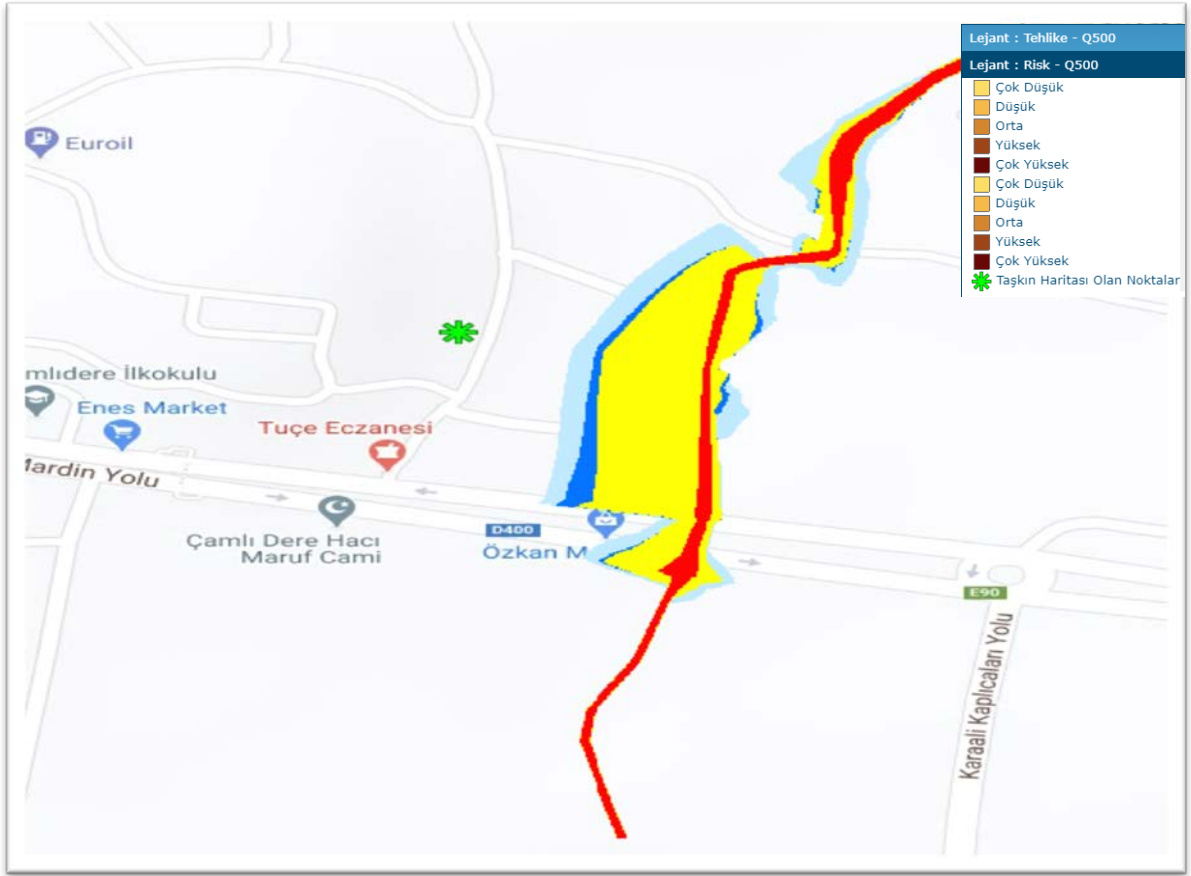 Lejant : Tehlike - Q500
Lejant : Risk - Q500
Çok Düşük
Düşük
Orta
Yüksek
Çok Yüksek
Çok Düşük
Düşük
Orta
Yüksek
Çok Yüksek
Taşkın Haritası Olan Noktalar
Euroil
mlıdere İlkokulu
Enes Market
Tuçe Eczanesi
Mardin Yolu
Çamlı Dere Hacı
Maruf Cami
D400
Özkan M
E90
Karaali Kaplıcaları Yolu